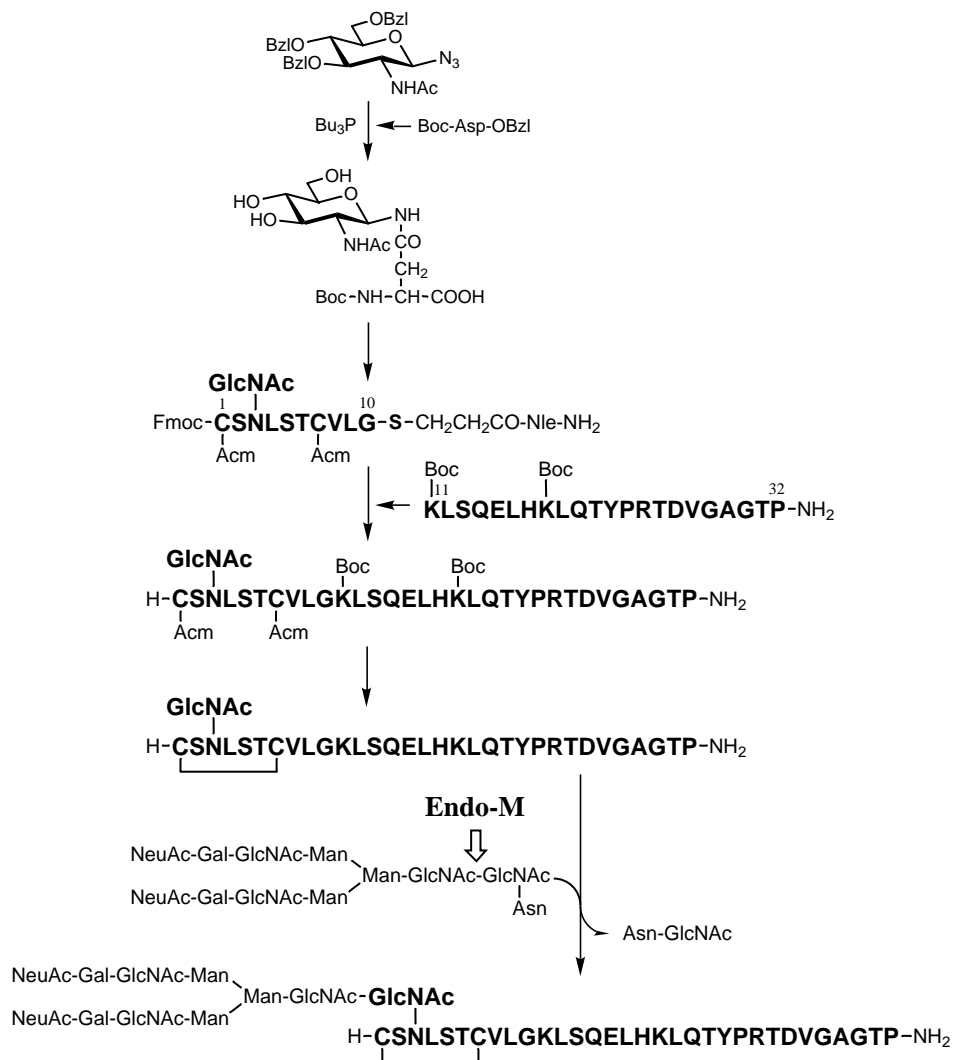 OBzl
BzlO
O
BzlO
N3
NHAc
Bu3P
Boc-Asp-OBzl
OH
HO
O
HO
NH
NHAc
CO
CH2
Boc-NH-CH-COOH
GlcNAc
1
10
Fmoc-CSNLSTCVLG-S-CH2CH2CO-Nle-NH2
Acm
Acm
Boc
Boc
11
32
KLSQELHKLQTYPRTDVGAGTP-NH2
GlcNAc
Boc
Boc
H-CSNLSTCVLGKLSQELHKLQTYPRTDVGAGTP-NH2
Acm
Acm
GlcNAc
H-CSNLSTCVLGKLSQELHKLQTYPRTDVGAGTP-NH2
Endo-M
NeuAc-Gal-GlcNAc-Man
Man-GlcNAc-GlcNAc
NeuAc-Gal-GlcNAc-Man
Asn
Asn-GlcNAc
NeuAc-Gal-GlcNAc-Man
Man-GlcNAc-GlcNAc
NeuAc-Gal-GlcNAc-Man
H-CSNLSTCVLGKLSQELHKLQTYPRTDVGAGTP-NH2